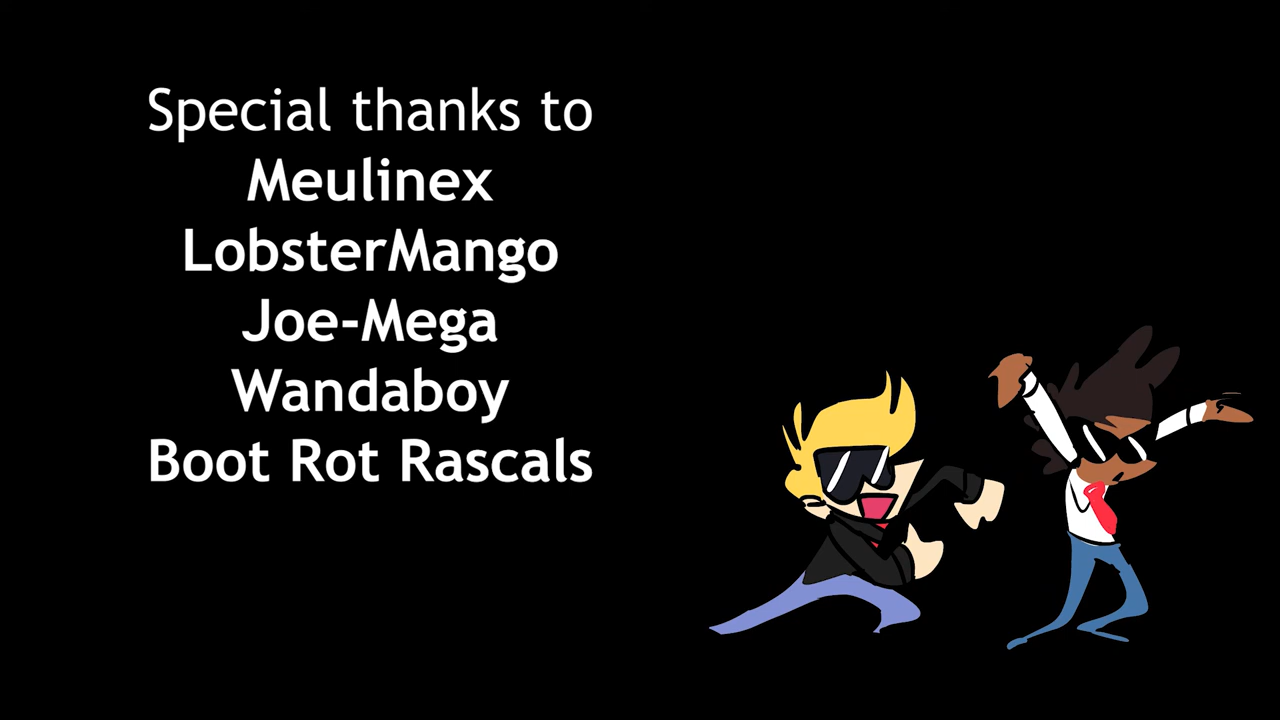 Special thanks to
Meulinex
LobsterMango
Joe-Mega
Wandaboy
Boot Rot Rascals